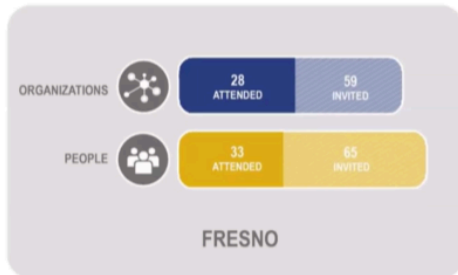 ORGANIZATIONS
28
ATTENDED
59
INVITED
PEOPLE
33
ATTENDED
65
INVITED
FRESNO